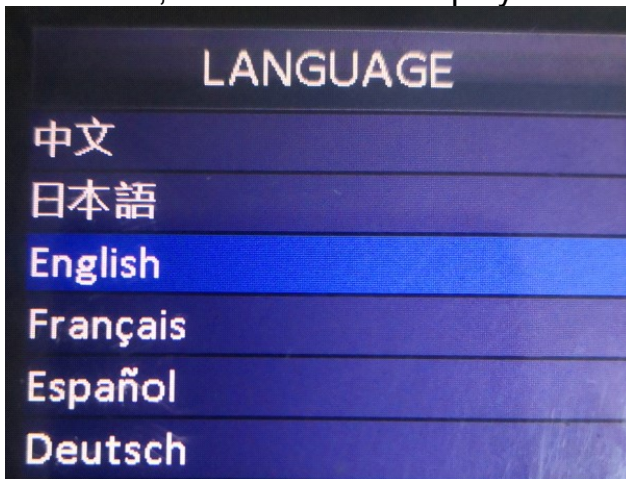 LANGUAGE
中文
日本語
English
Français
Español
Deutsch